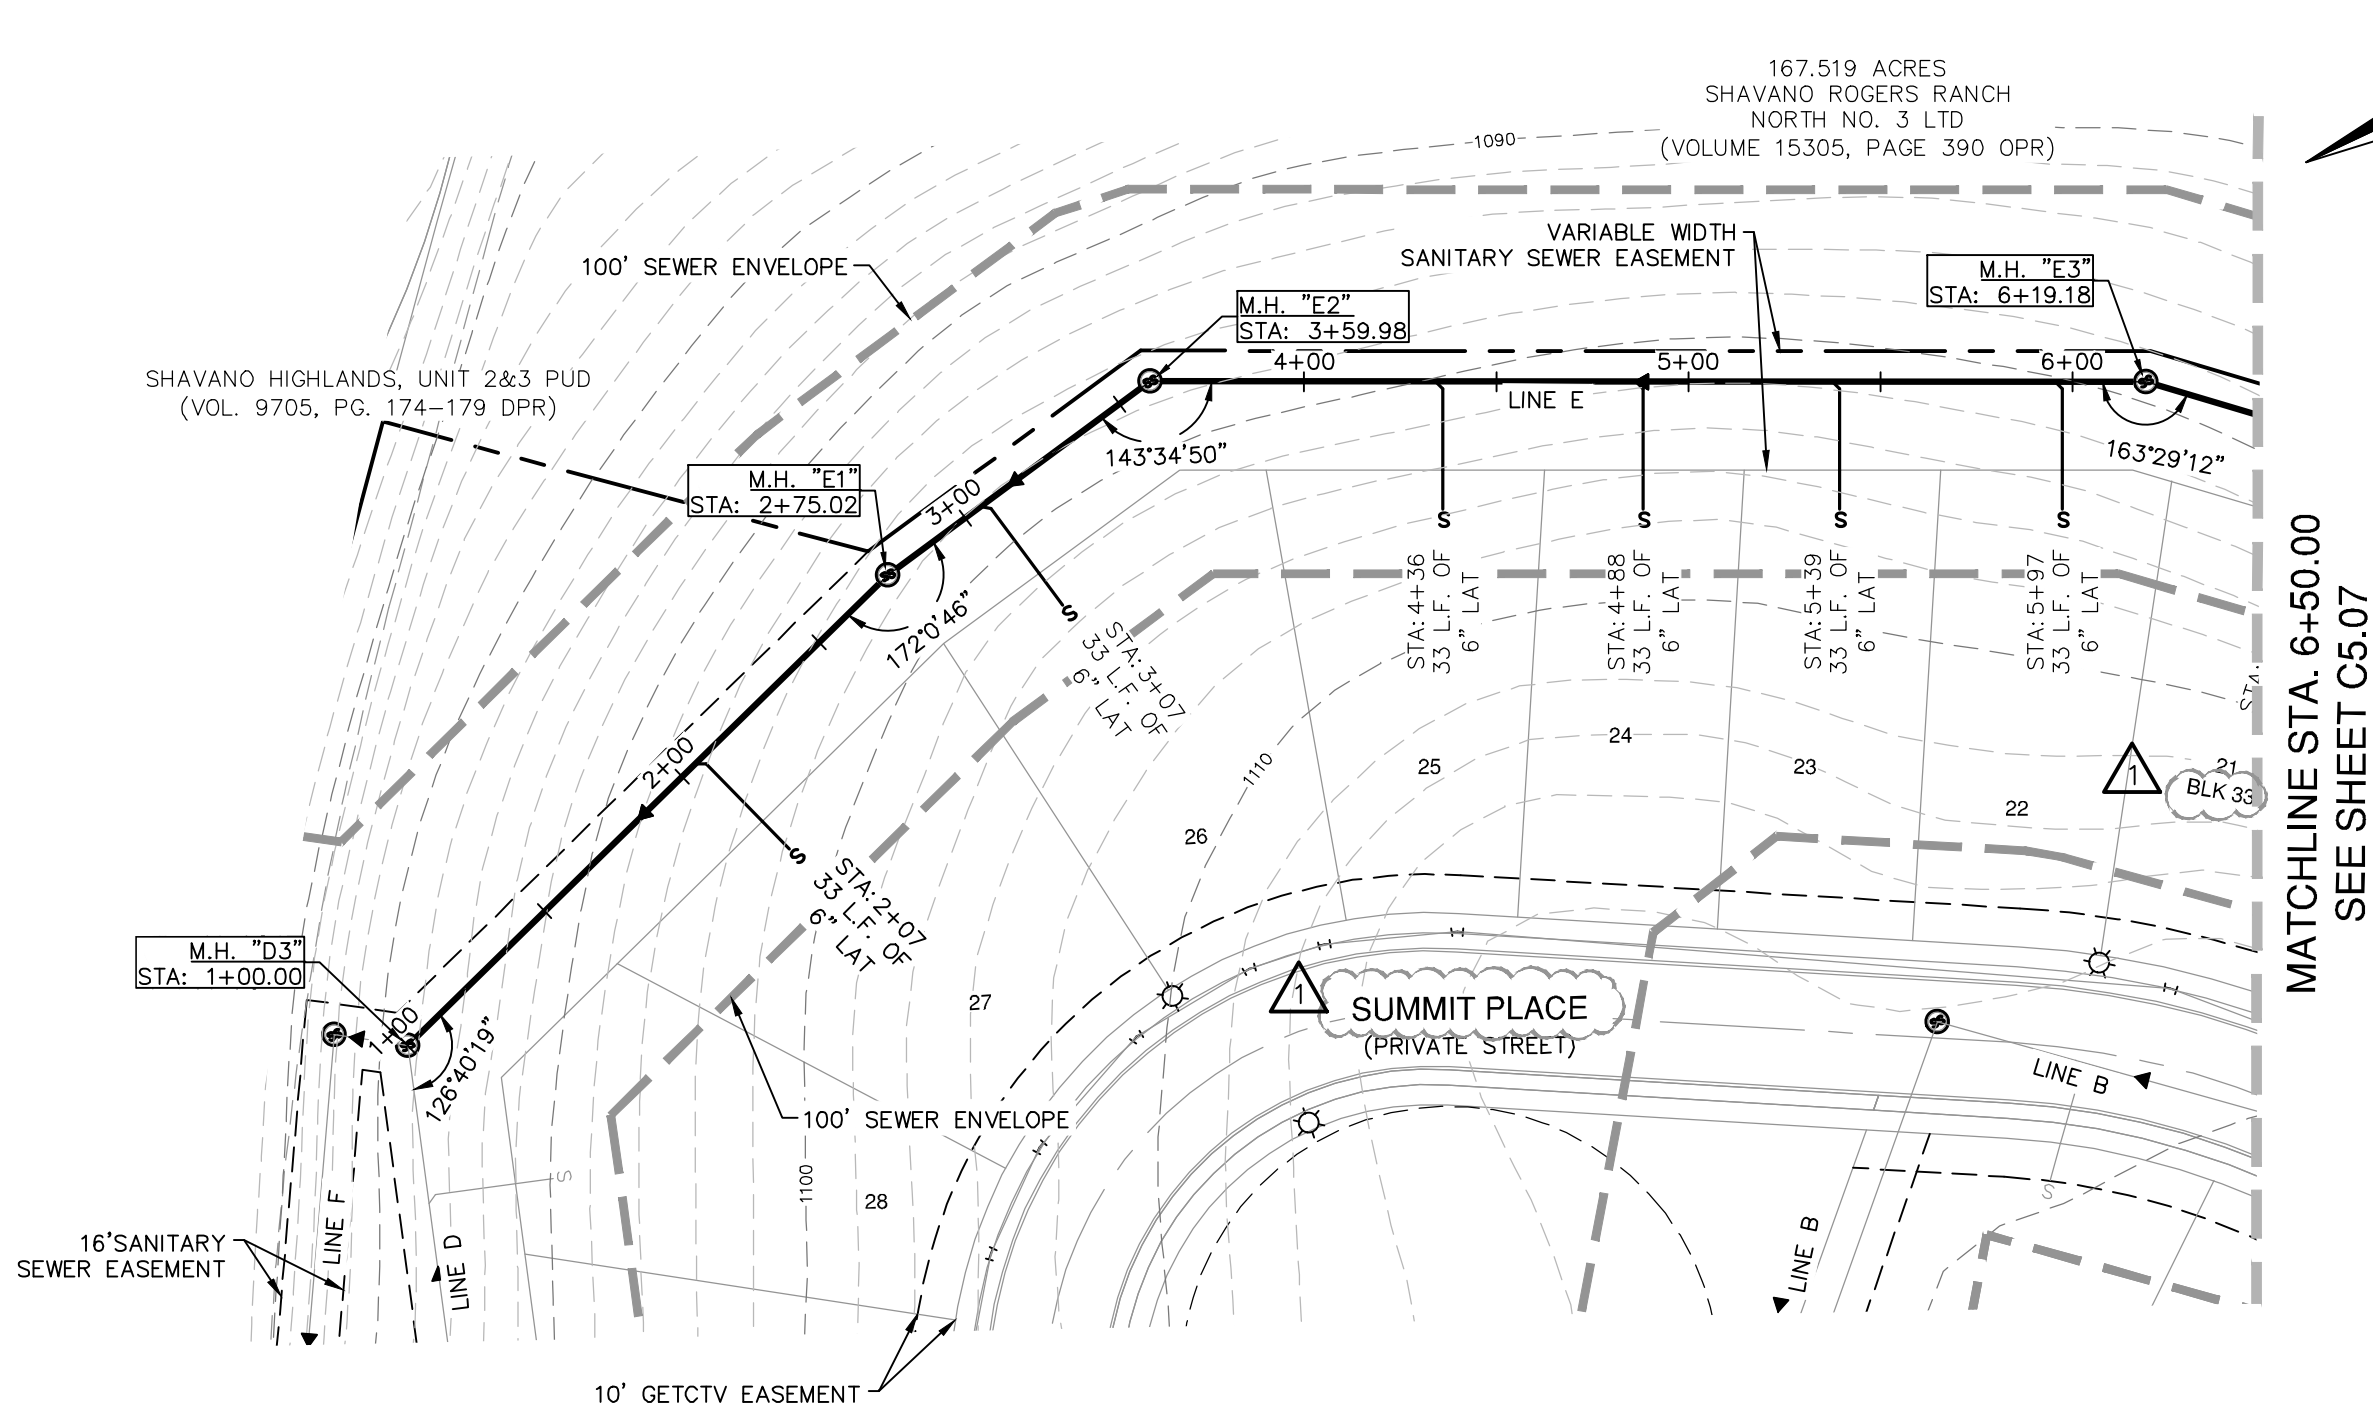 167.519 ACRES
SHAVANO ROGERS RANCH
NORTH NO. 3 LTD
(VOLUME 15305, PAGE 390 OPR)
1090
VARIABLE WIDTH
SANITARY SEWER EASEMENT
100' SEWER ENVELOPE
M.H. "E3"
STA: 6+19.18
M.H. "E2"
STA: 3+59.98
4+00
5+00
6+00
LINE E
SHAVANO HIGHLANDS, UNIT 2&3 PUD
(VOL. 9705, PG. 174-179 DPR)
143°34'50"
163°29'12"
M.H. "E1"
STA: 2+75.02
3+00
S
S
S
S
S
172°0'46"
STA:3+07
33 L.F. OF
6" LAT
STA:4+36
33 L.F. OF
6" LAT
STA:4+88
33 L.F. OF
6" LAT
STA:5+39
33 L.F. OF
6" LAT
STA:5+97
33 L.F. OF
6" LAT
MATCHLINE STA. 6+50.00
SEE SHEET C5.07
2+00
1110
25
24
23
22
21
1
BLK 33
26
S
STA:2+07
33 L.F. OF
6" LAT
M.H. "D3"
STA: 1+00.00
1+00
126°40'19"
27
1
SUMMIT PLACE
(PRIVATE STREET)
LINE B
100' SEWER ENVELOPE
1100
28
S
S
LINE F
LINE D
LINE B
16'SANITARY
SEWER EASEMENT
10' GETCTV EASEMENT